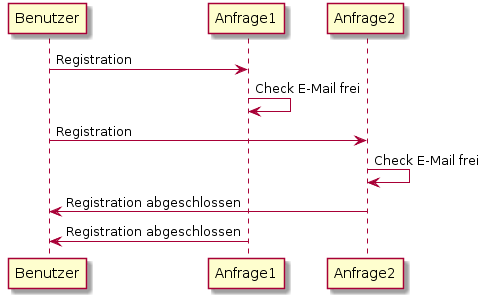 Benutzer Anfrage1 Anfrage2
Registration
Check E-Mail frei
Registration
Check E-Mail frei
Registration abgeschlossen
Registration abgeschlossen
Benutzer Anfrage1 Anfrage2